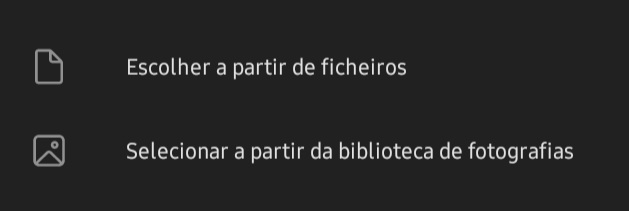 Escolher a partir de ficheiros
Selecionar a partir da biblioteca de fotografias